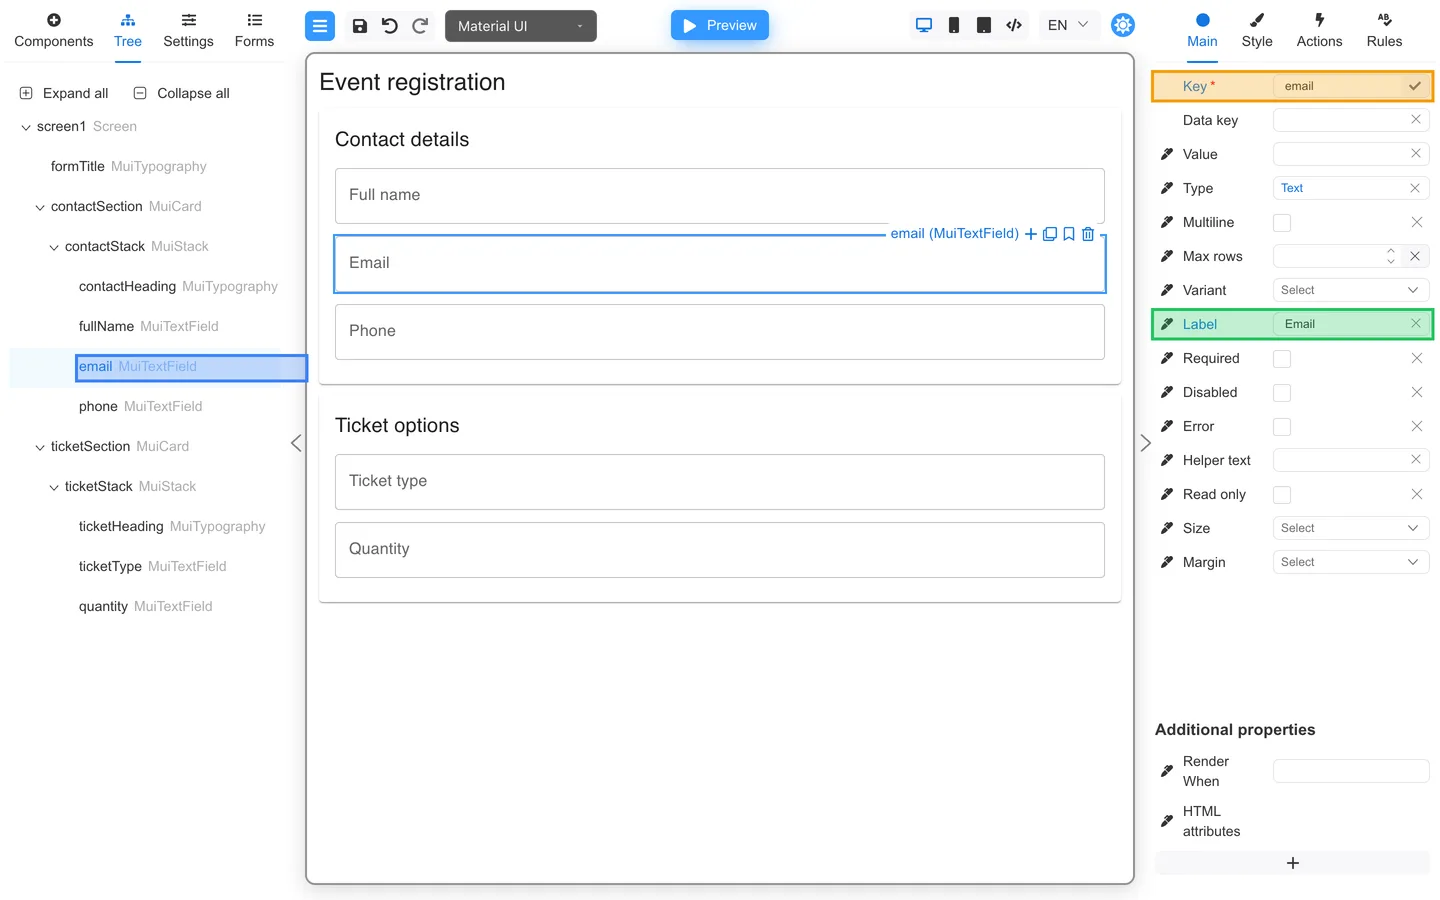 Components Tree Settings Forms
Material UI
Preview
EN
Main Style Actions Rules
Expand all Collapse all
screen1 Screen
formTitle MuiTypography
contactSection MuiCard
contactStack MuiStack
contactHeading MuiTypography
fullName MuiTextField
email MuiTextField
phone MuiTextField
ticketSection MuiCard
ticketStack MuiStack
ticketHeading MuiTypography
ticketType MuiTextField
quantity MuiTextField
Event registration
Contact details
Full name
email (MuiTextField)
Email
Phone
Ticket options
Ticket type
Quantity
Key * email
Data key
Value
Type Text
Multiline
Max rows
Variant Select
Label Email
Required
Disabled
Error
Helper text
Read only
Size Select
Margin Select
Additional properties
Render
When
HTML
attributes